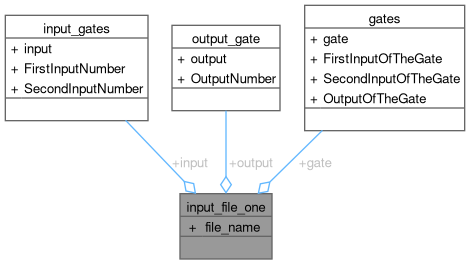 input_gates
+ input
+ FirstInputNumber
+ SecondInputNumber
output_gate
+ output
+ OutputNumber
gates
+ gate
+ FirstInputOfTheGate
+ SecondInputOfTheGate
+ OutputOfTheGate
+input
+output
+gate
input_file_one
+ file_name